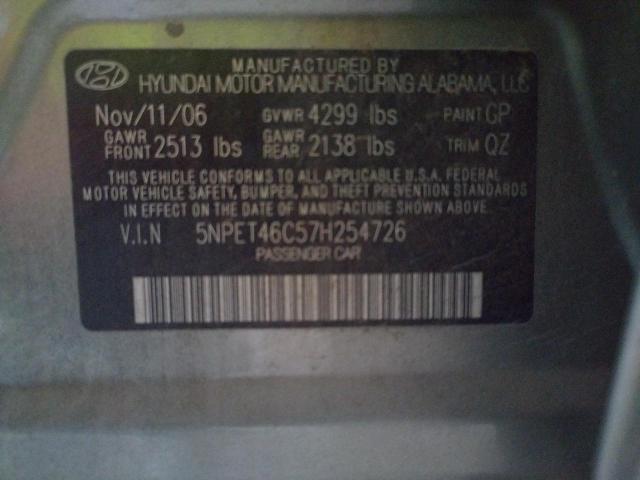 MANUFACTURED BY
HYUNDAI MOTOR MANUFACTURING ALABAMA, LLC
Nov/11/06 GVWR 4299 lbs PAINT GP
GAWR FRONT 2513 lbs GAWR REAR 2138 lbs TRIM QZ
THIS VEHICLE CONFORMS TO ALL APPLICABLE U.S.A. FEDERAL
MOTOR VEHICLE SAFETY, BUMPER, AND THEFT PREVENTION STANDARDS
IN EFFECT ON THE DATE OF MANUFACTURE SHOWN ABOVE.
V.I.N 5NPET46C57H254726
PASSENGER CAR